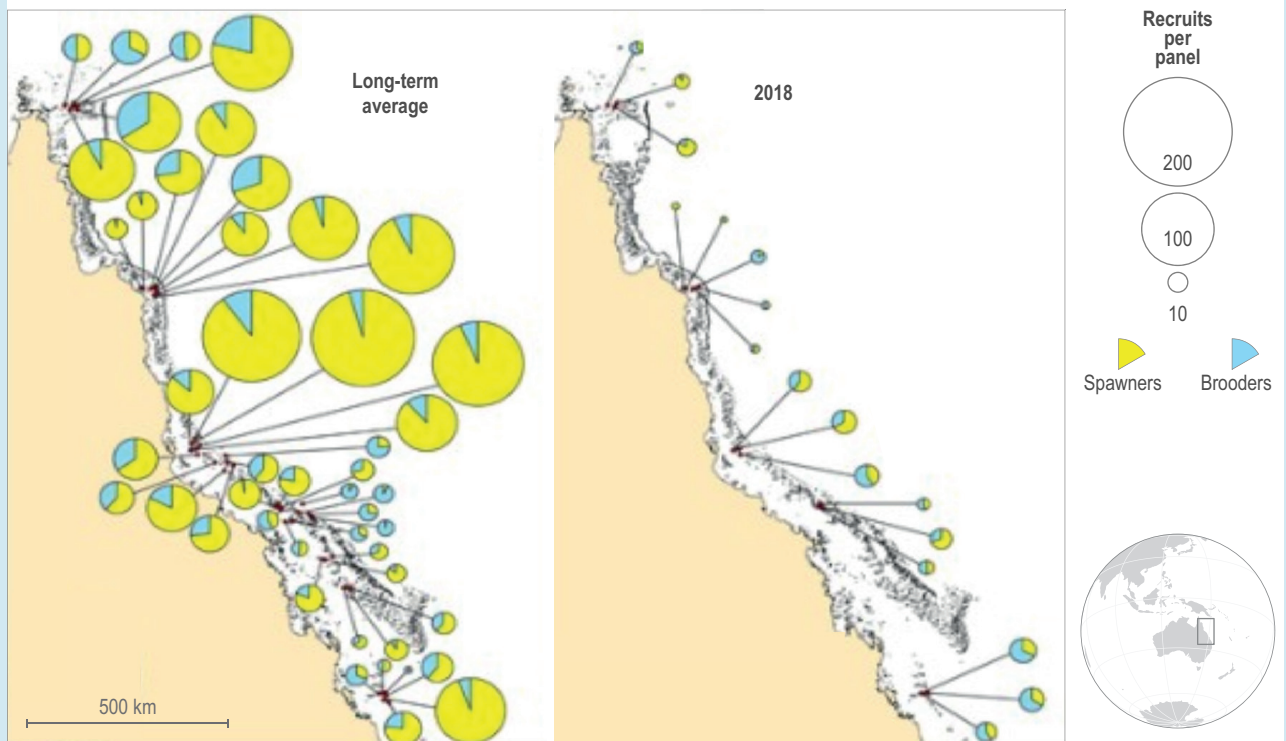 Long-term
average
2018
Recruits
per
panel
200
100
10
Spawners
Brooders
500 km